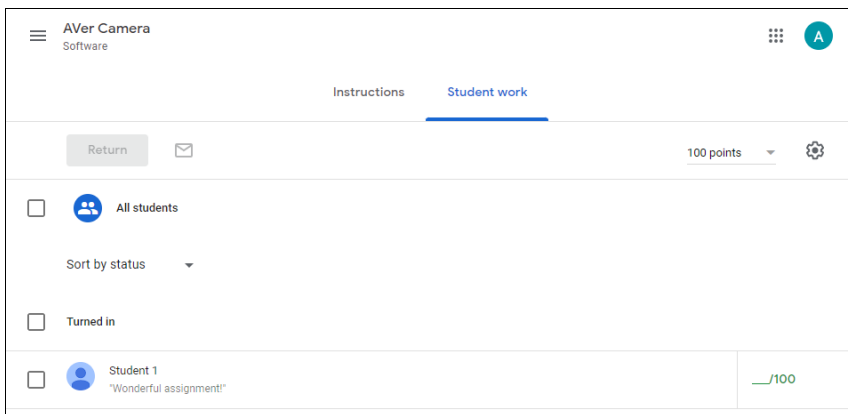 AVer Camera
Software
A
Instructions
Student work
Return
100 points
All students
Sort by status
Turned in
Student 1
"Wonderful assignment!"
__/100